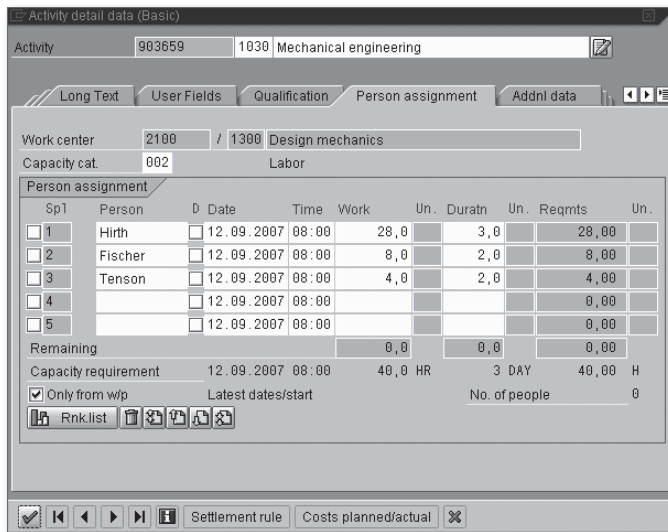 Activity detail data (Basic)
Activity 903659 1030 Mechanical engineering
Long Text User Fields Qualification Person assignment Addnl data
Work center 2100 / 1300 Design mechanics
Capacity cat. 002 Labor
Person assignment
Spl Person D Date Time Work Un. Duratn Un. Reqmts Un.
1 Hirth 12.09.2007 08:00 28,0 3,0 28,00
2 Fischer 12.09.2007 08:00 8,0 2,0 8,00
3 Tenson 12.09.2007 08:00 4,0 2,0 4,00
4 12.09.2007 08:00 0,00
5 12.09.2007 08:00 0,00
Remaining 0,0 0,0 0,00
Capacity requirement 12.09.2007 08:00 40,0 HR 3 DAY 40,00 H
Only from w/p Latest dates/start No. of people 0
Rnk.list
Settlement rule Costs planned/actual